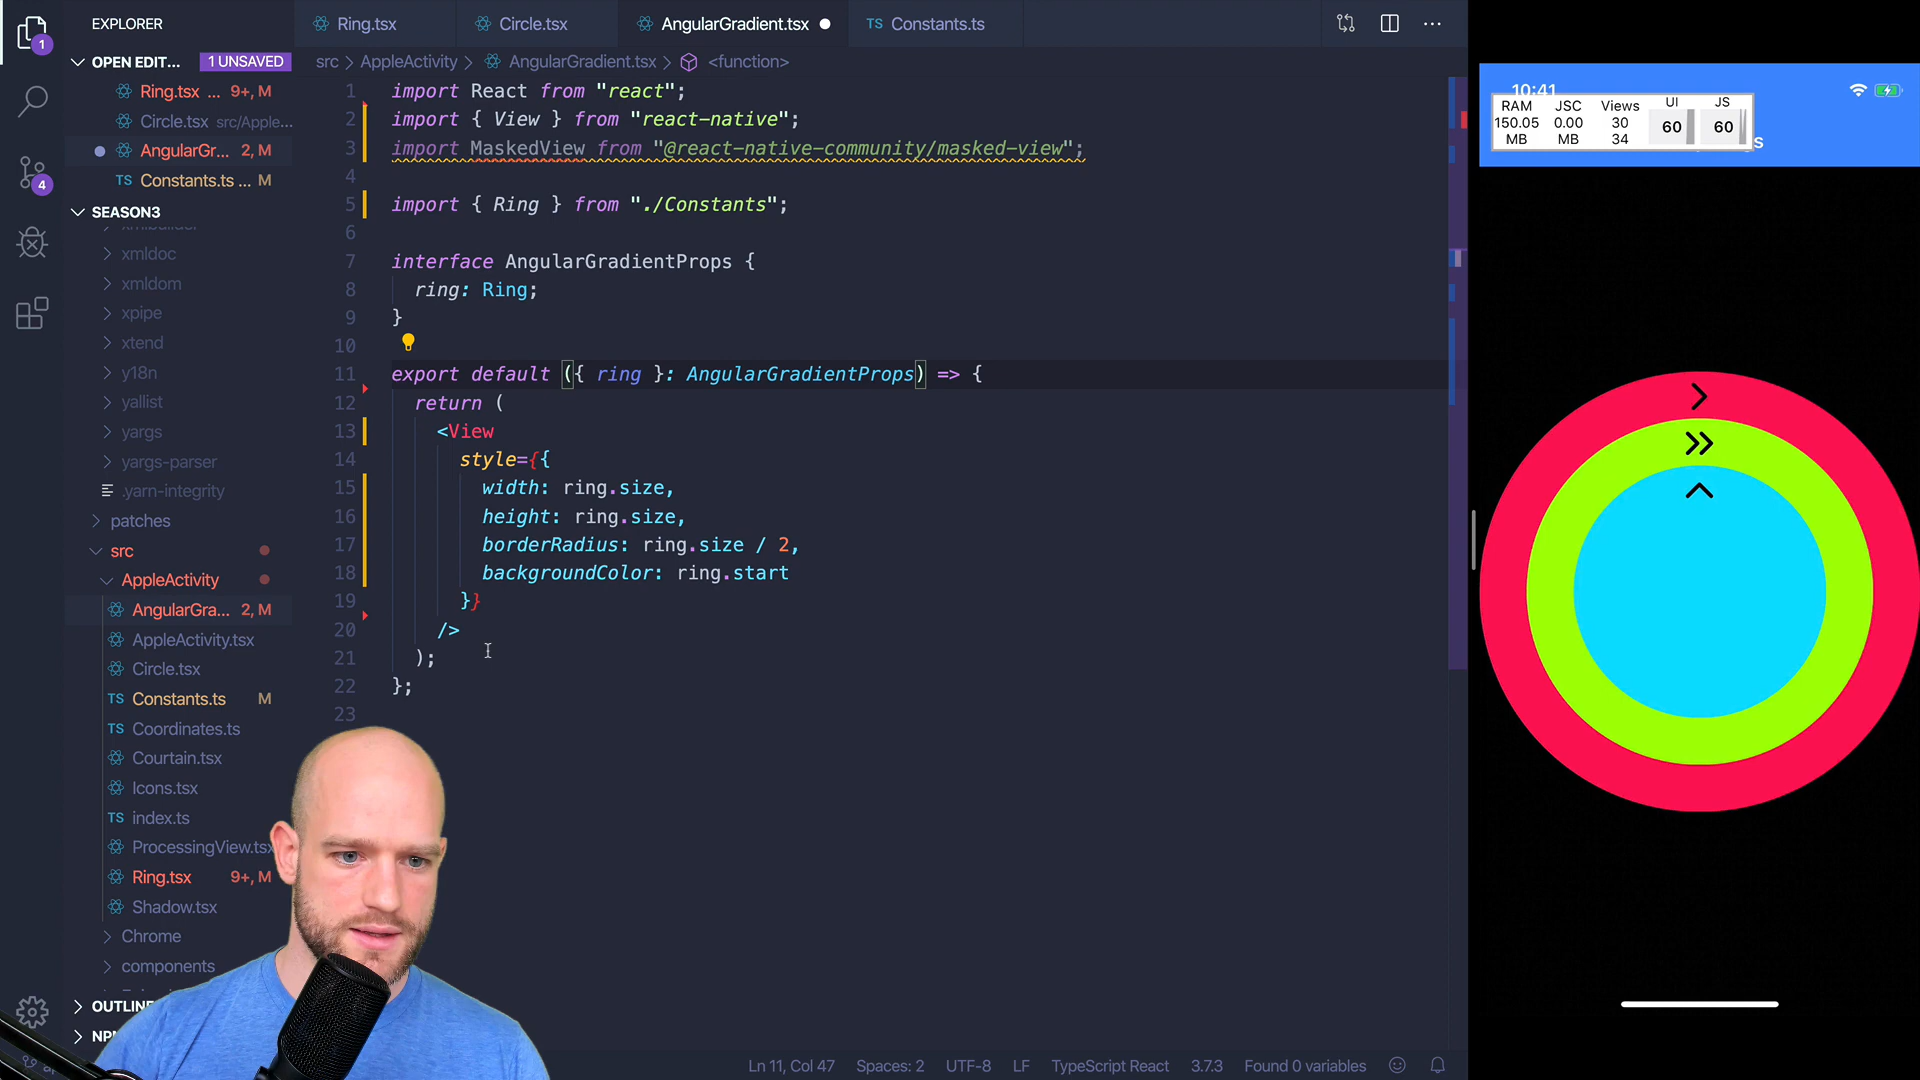 EXPLORER
Ring.tsx
Circle.tsx
AngularGradient.tsx
TS Constants.ts
OPEN EDIT... 1 UNSAVED
Ring.tsx ... 9+, M
Circle.tsx src/Apple...
AngularGr... 2, M
TS Constants.ts ... M
SEASON3
xmlbuilder
xmldoc
xmldom
xpipe
xtend
y18n
yallist
yargs
yargs-parser
.yarn-integrity
patches
src
AppleActivity
AngularGra... 2, M
AppleActivity.tsx
Circle.tsx
TS Constants.ts M
TS Coordinates.ts
Courtain.tsx
Icons.tsx
TS index.ts
ProcessingView.tsx
Ring.tsx 9+, M
Shadow.tsx
Chrome
components
OUTLINE
1
4
src > AppleActivity > AngularGradient.tsx > <function>
1 import React from "react";
2 import { View } from "react-native";
3 import MaskedView from "@react-native-community/masked-view";
4
5 import { Ring } from "./Constants";
6
7 interface AngularGradientProps {
8 ring: Ring;
9 }
10
11 export default ({ ring }: AngularGradientProps) => {
12 return (
13 <View
14 style={{
15 width: ring.size,
16 height: ring.size,
17 borderRadius: ring.size / 2,
18 backgroundColor: ring.start
19 }}
20 />
21 );
22 };
23
Ln 11, Col 47 Spaces: 2 UTF-8 LF TypeScript React 3.7.3 Found 0 variables
10:41
RAM JSC Views UI JS
150.05 0.00 30 60 60
MB MB 34